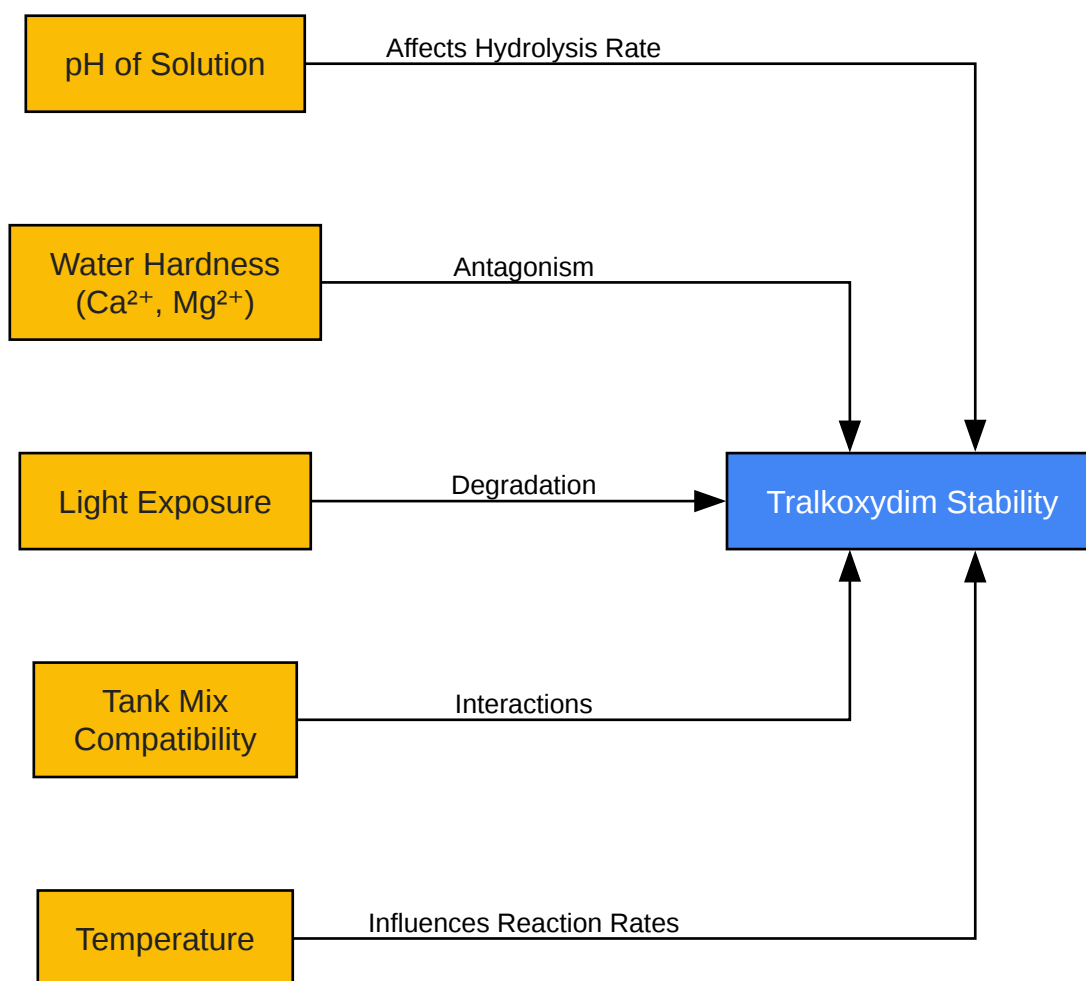 pH of Solution
Affects Hydrolysis Rate
Water Hardness
(Ca²⁺, Mg²⁺)
Antagonism
Light Exposure
Degradation
Tralkoxydim Stability
Tank Mix
Compatibility
Interactions
Temperature
Influences Reaction Rates